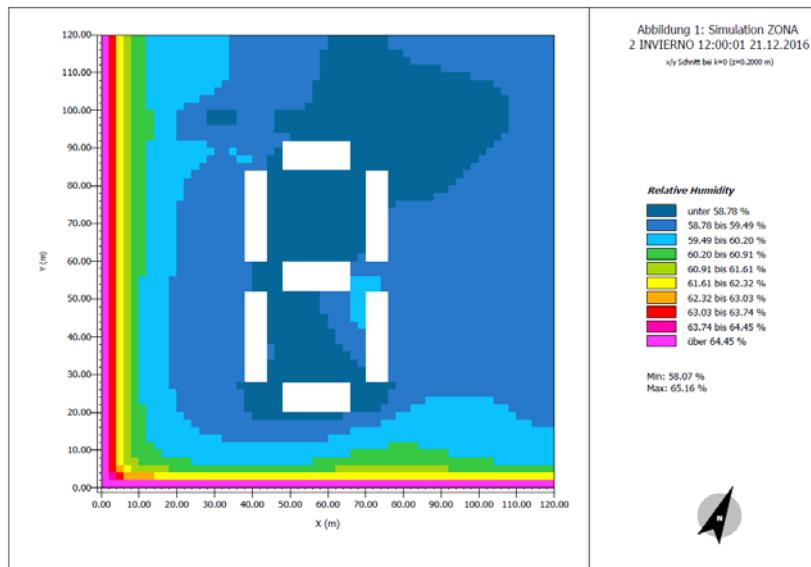 Abbildung 1: Simulation ZONA
2 INVIERNO 12:00:01 21.12.2016
x/y Schnitt bei k=0 (z=0.2000 m)
120.00
110.00
100.00
90.00
80.00
70.00
60.00
50.00
40.00
30.00
20.00
10.00
0.00
Y (m)
0.00 10.00 20.00 30.00 40.00 50.00 60.00 70.00 80.00 90.00 100.00 110.00 120.00
X (m)
Relative Humidity
unter 58.78 %
58.78 bis 59.49 %
59.49 bis 60.20 %
60.20 bis 60.91 %
60.91 bis 61.61 %
61.61 bis 62.32 %
62.32 bis 63.03 %
63.03 bis 63.74 %
63.74 bis 64.45 %
über 64.45 %
Min: 58.07 %
Max: 65.16 %
N